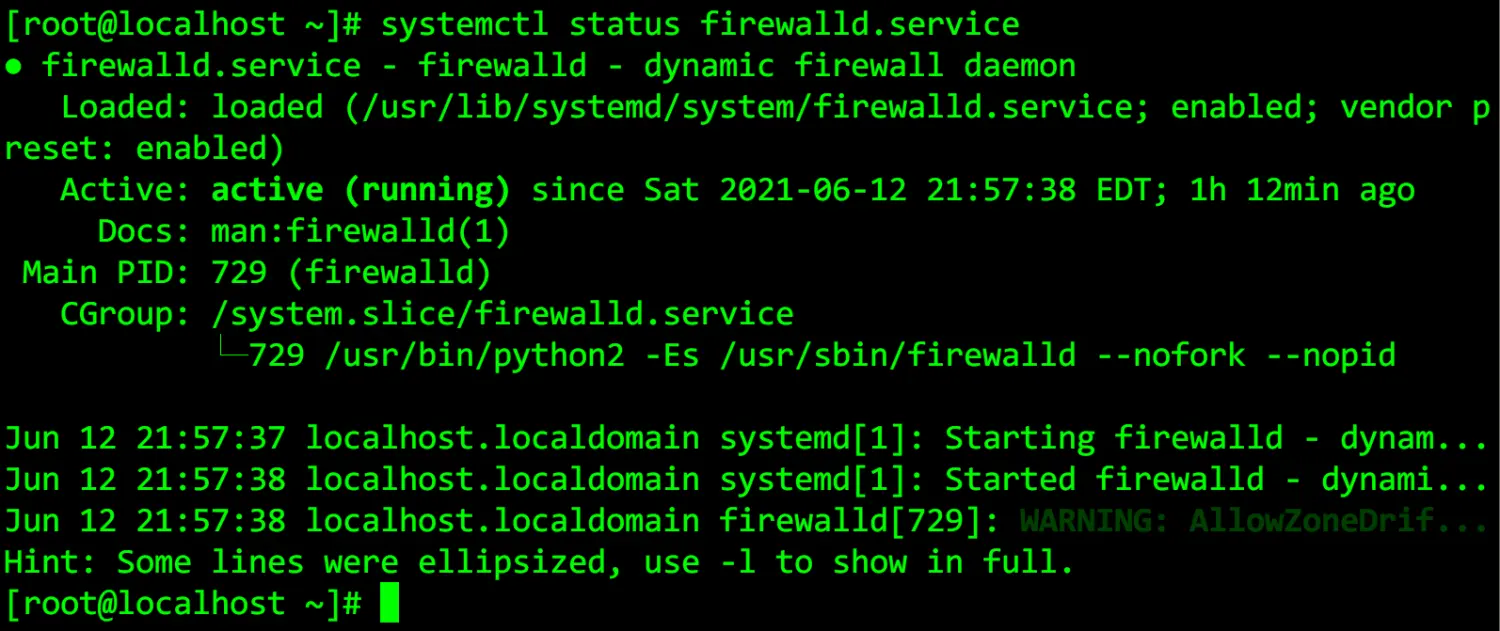 [root@localhost ~]# systemctl status firewalld.service
● firewalld.service - firewalld - dynamic firewall daemon
   Loaded: loaded (/usr/lib/systemd/system/firewalld.service; enabled; vendor p
reset: enabled)
   Active: active (running) since Sat 2021-06-12 21:57:38 EDT; 1h 12min ago
     Docs: man:firewalld(1)
 Main PID: 729 (firewalld)
   CGroup: /system.slice/firewalld.service
           └─729 /usr/bin/python2 -Es /usr/sbin/firewalld --nofork --nopid

Jun 12 21:57:37 localhost.localdomain systemd[1]: Starting firewalld - dynam...
Jun 12 21:57:38 localhost.localdomain systemd[1]: Started firewalld - dynami...
Jun 12 21:57:38 localhost.localdomain firewalld[729]: WARNING: AllowZoneDrif...
Hint: Some lines were ellipsized, use -l to show in full.
[root@localhost ~]#